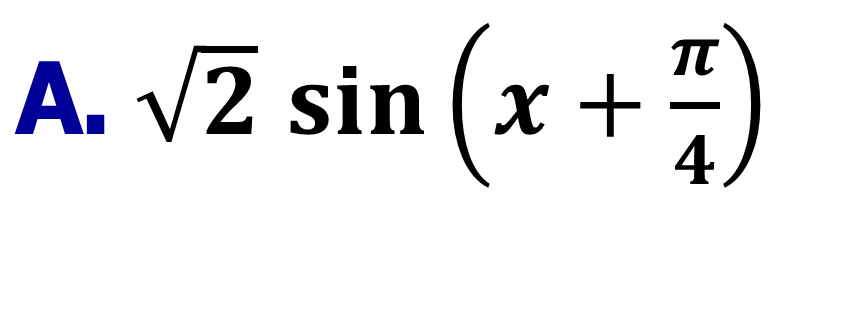 A. √2 sin (x + π/4)